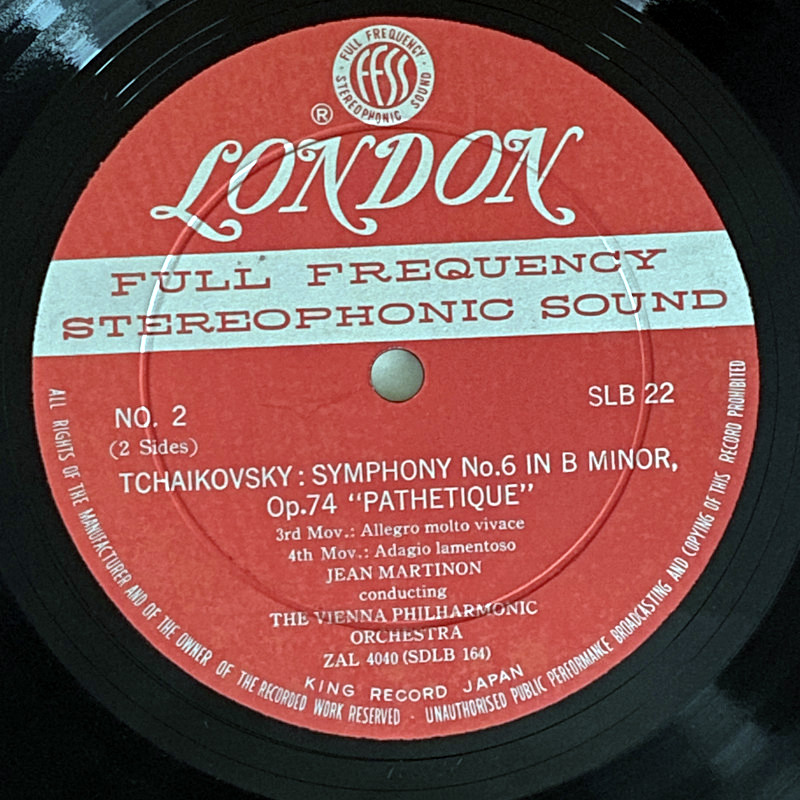 FULL FREQUENCY
FFSS
STEREOPHONIC SOUND
®
LONDON
FULL FREQUENCY
STEREOPHONIC SOUND
NO. 2
(2 Sides)
SLB 22
TCHAIKOVSKY: SYMPHONY No.6 IN B MINOR,
Op.74 "PATHETIQUE"
3rd Mov.: Allegro molto vivace
4th Mov.: Adagio lamentoso
JEAN MARTINON
conducting
THE VIENNA PHILHARMONIC
ORCHESTRA
ZAL 4040 (SDLB 164)
KING RECORD JAPAN
ALL RIGHTS OF THE MANUFACTURER AND OF THE OWNER OF THE RECORDED WORK RESERVED · UNAUTHORISED PUBLIC PERFORMANCE BROADCASTING AND COPYING OF THIS RECORD PROHIBITED